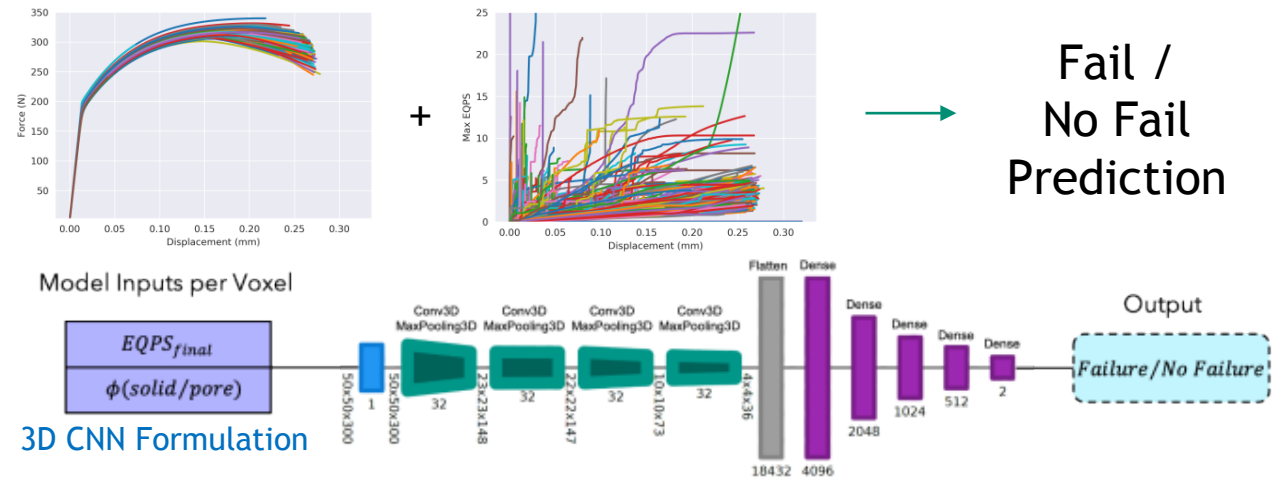 350
300
250
200
150
100
50
Force (N)
0.00 0.05 0.10 0.15 0.20 0.25 0.30
Displacement (mm)
+
25
20
15
10
5
0
Max EQPS
0.00 0.05 0.10 0.15 0.20 0.25 0.30
Displacement (mm)
Fail /
No Fail
Prediction
Model Inputs per Voxel
EQPS_final
ϕ(solid/pore)
3D CNN Formulation
50x50x300
1
50x50x300
Conv3D
MaxPooling3D
32
23x23x148
Conv3D
MaxPooling3D
32
22x22x147
Conv3D
MaxPooling3D
32
10x10x73
Conv3D
MaxPooling3D
32
4x4x36
Flatten
18432
Dense
4096
Dense
2048
Dense
1024
Dense
512
Dense
2
Output
Failure/No Failure